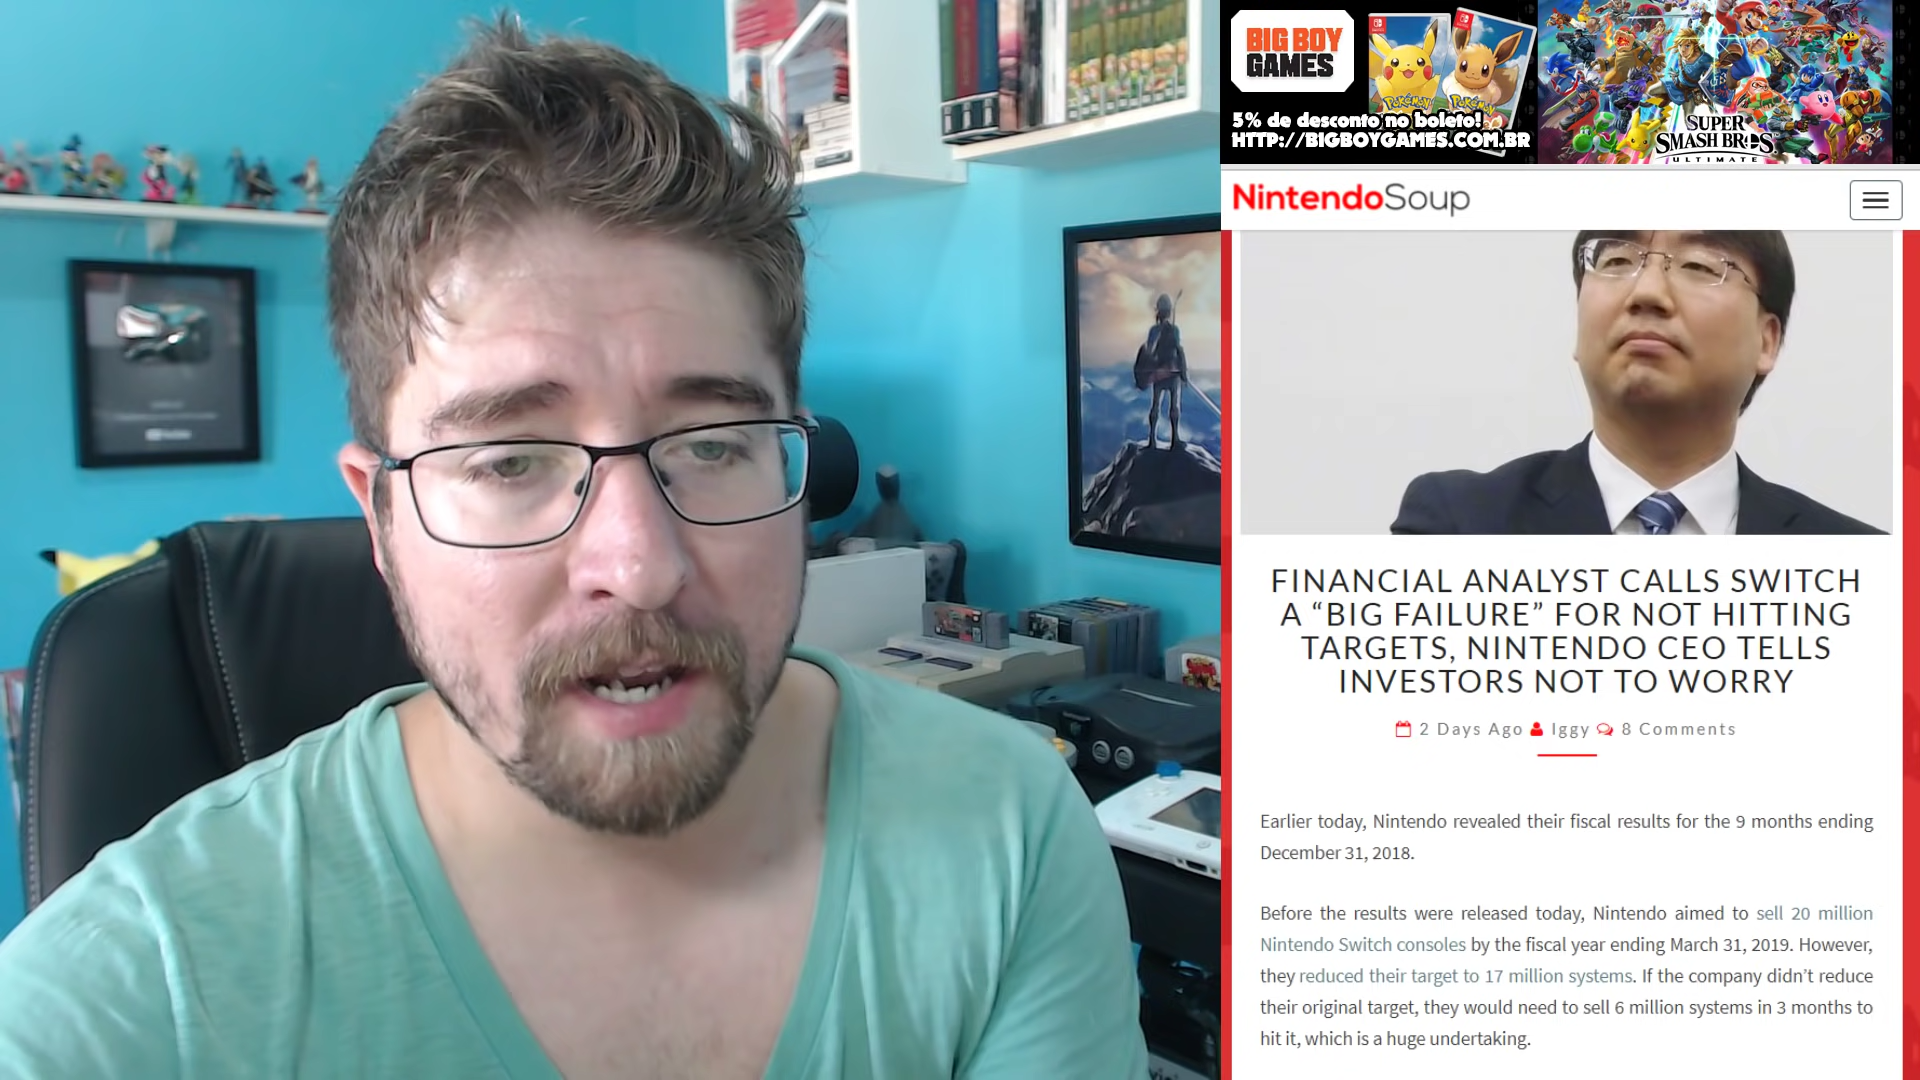 BIG BOY
GAMES
POKÉMON
POKÉMON
5% de desconto no boleto!
HTTP://BIGBOYGAMES.COM.BR
SUPER
SMASH BROS.
ULTIMATE
NintendoSoup
FINANCIAL ANALYST CALLS SWITCH
A “BIG FAILURE” FOR NOT HITTING
TARGETS, NINTENDO CEO TELLS
INVESTORS NOT TO WORRY
2 Days Ago Iggy 8 Comments
Earlier today, Nintendo revealed their fiscal results for the 9 months ending
December 31, 2018.
Before the results were released today, Nintendo aimed to sell 20 million
Nintendo Switch consoles by the fiscal year ending March 31, 2019. However,
they reduced their target to 17 million systems. If the company didn’t reduce
their original target, they would need to sell 6 million systems in 3 months to
hit it, which is a huge undertaking.